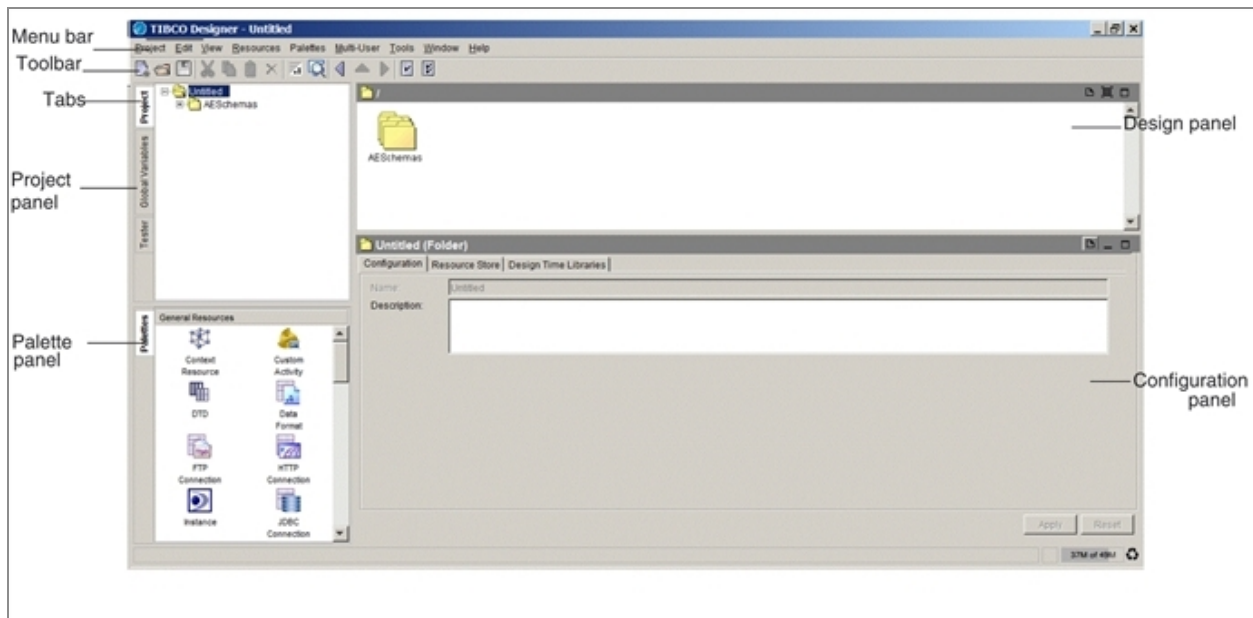 TIBCO Designer - Untitled
Menu bar
Project Edit View Resources Palettes Multi-User Tools Window Help
Toolbar
Tabs
Project
Global Variables
Tester
Untitled
AESchemas
/
AESchemas
Design panel
Project
panel
Untitled (Folder)
Configuration Resource Store Design Time Libraries
Name
Untitled
Description:
Palette
panel
Palettes
General Resources
Context
Resource
Custom
Activity
DTD
Data
Format
FTP
Connection
HTTP
Connection
Instance
JDBC
Connection
Configuration
panel
Apply Reset
37M of 49M